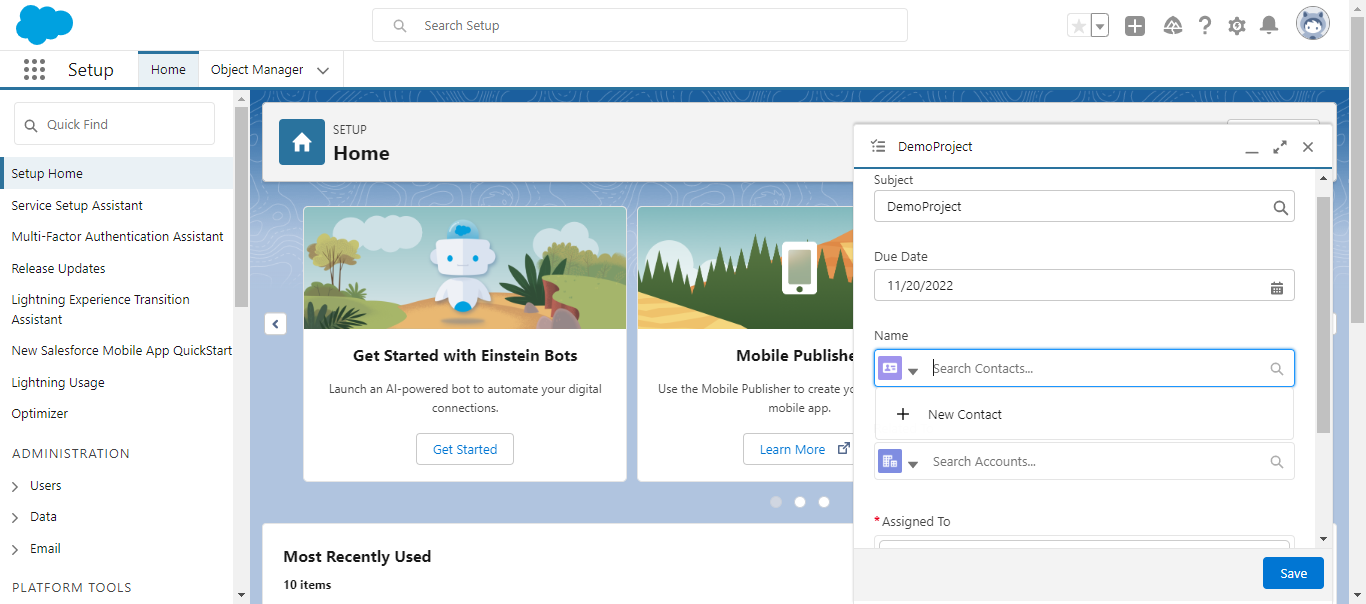 Search Setup
Setup
Home
Object Manager
Quick Find
Setup Home
Service Setup Assistant
Multi-Factor Authentication Assistant
Release Updates
Lightning Experience Transition
Assistant
New Salesforce Mobile App QuickStart
Lightning Usage
Optimizer
ADMINISTRATION
Users
Data
Email
PLATFORM TOOLS
SETUP
Home
Get Started with Einstein Bots
Launch an AI-powered bot to automate your digital
connections.
Get Started
Mobile Publishe
Use the Mobile Publisher to create yo
mobile app.
Learn More
Most Recently Used
10 items
DemoProject
Subject
DemoProject
Due Date
11/20/2022
Name
Search Contacts...
New Contact
Search Accounts...
*Assigned To
Save